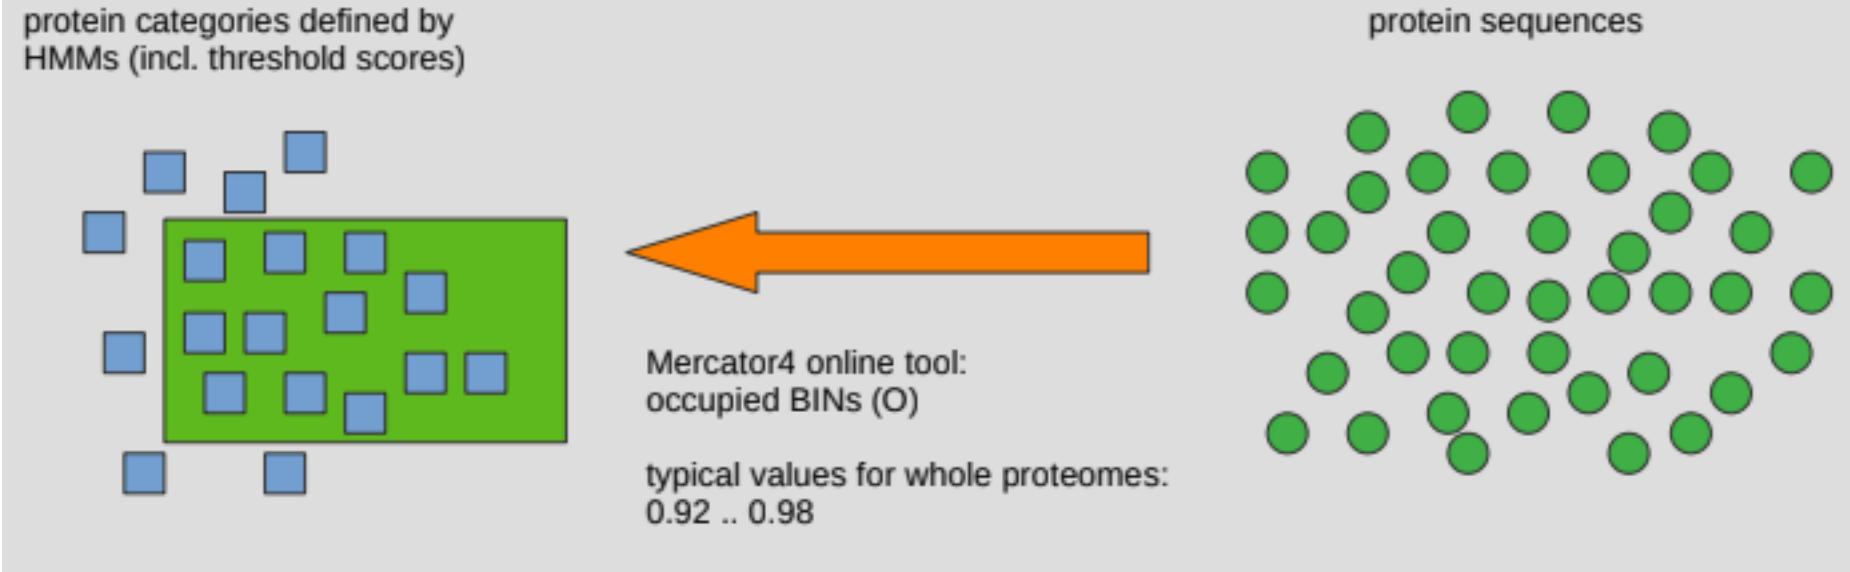 protein categories defined by
HMMs (incl. threshold scores)
protein sequences
Mercator4 online tool:
occupied BINs (O)
typical values for whole proteomes:
0.92 .. 0.98